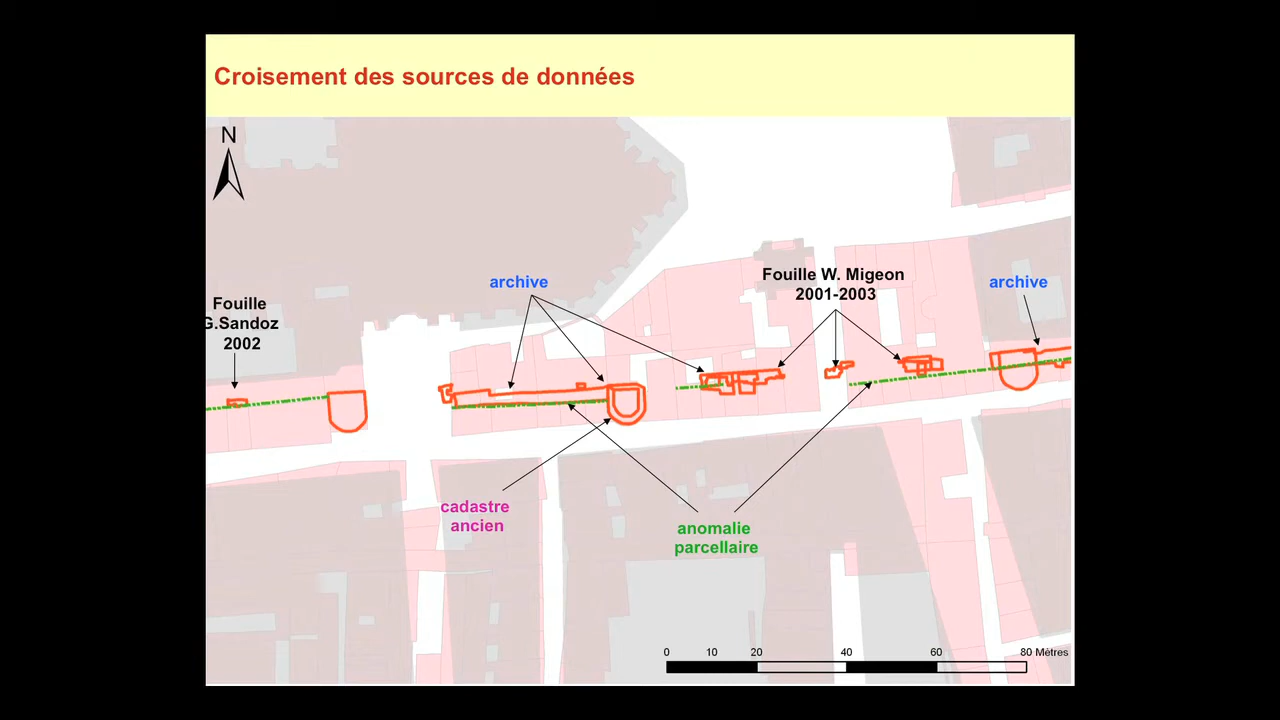 Croisement des sources de données
N
Fouille
G.Sandoz
2002
archive
Fouille W. Migeon
2001-2003
archive
cadastre
ancien
anomalie
parcellaire
0 10 20 40 60 80 Mètres